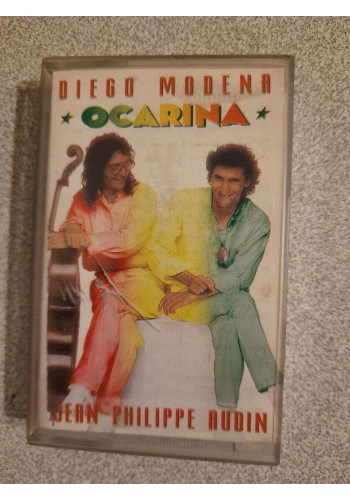 DIEGO MODENA
★ OCARINA ★
JEAN PHILIPPE AUDIN